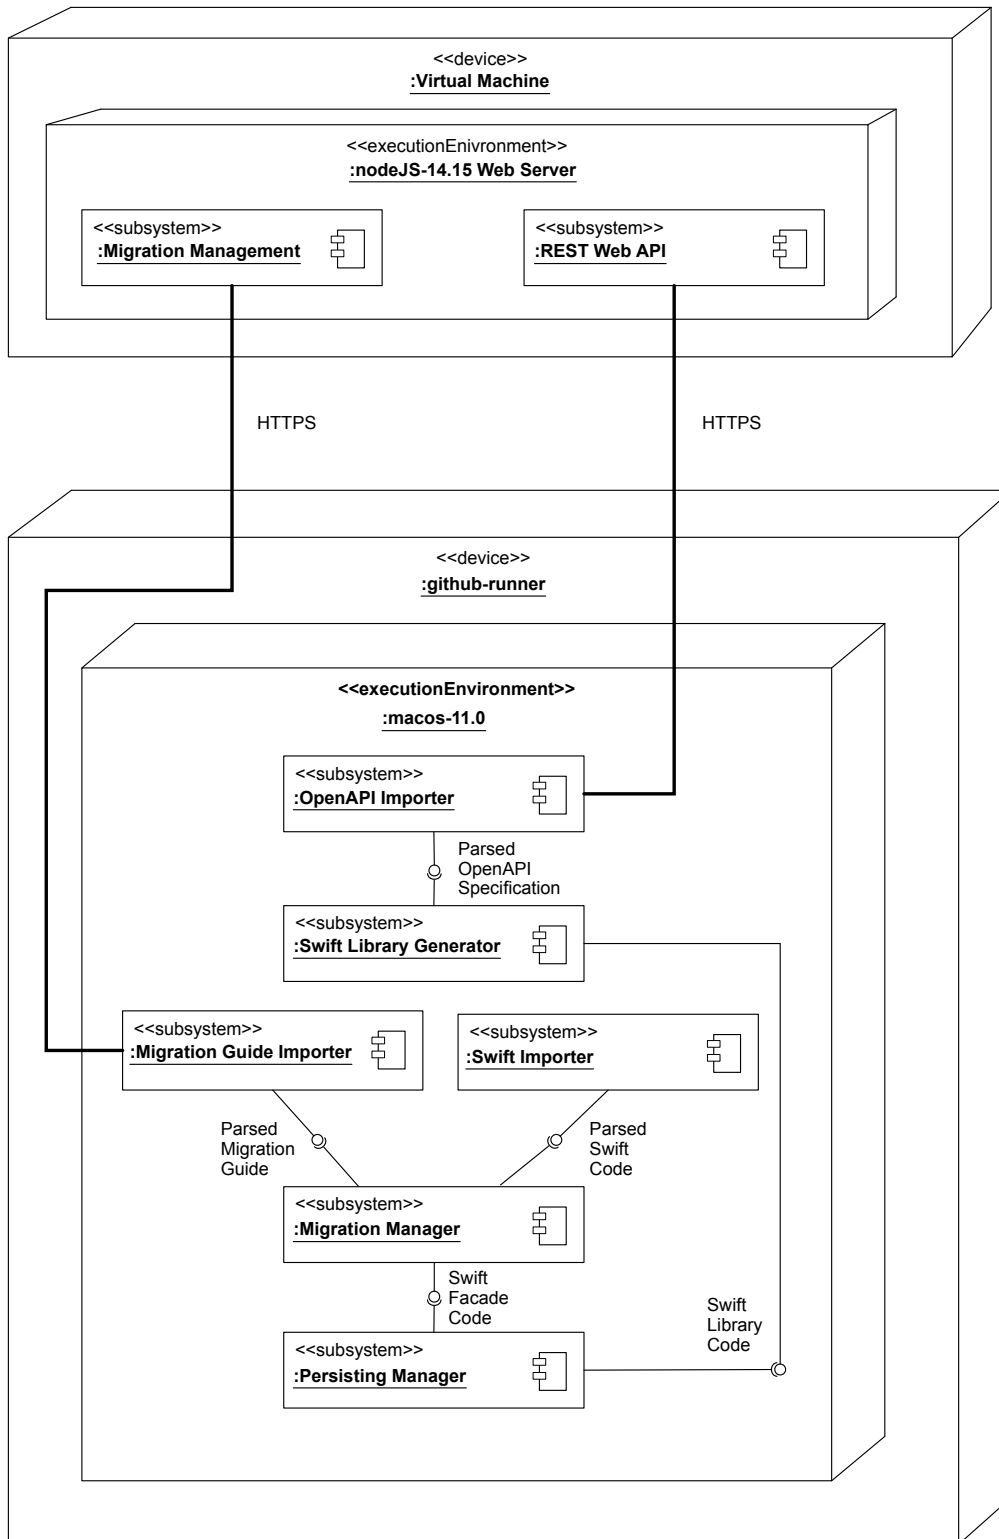 <<device>>
:Virtual Machine
<<executionEnivronment>>
:nodeJS-14.15 Web Server
<<subsystem>>
:Migration Management
<<subsystem>>
:REST Web API
HTTPS
HTTPS
<<device>>
:github-runner
<<executionEnvironment>>
:macos-11.0
<<subsystem>>
:OpenAPI Importer
Parsed
OpenAPI
Specification
<<subsystem>>
:Swift Library Generator
<<subsystem>>
:Migration Guide Importer
<<subsystem>>
:Swift Importer
Parsed
Migration
Guide
Parsed
Swift
Code
<<subsystem>>
:Migration Manager
Swift
Facade
Code
Swift
Library
Code
<<subsystem>>
:Persisting Manager